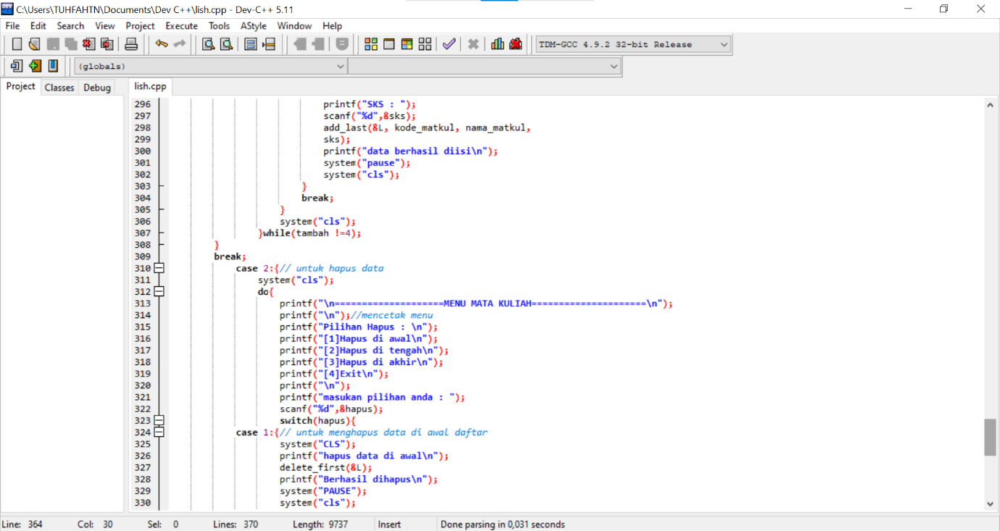 C:\Users\TUHFAHTN\Documents\Dev C++\lish.cpp - Dev-C++ 5.11
File Edit Search View Project Execute Tools AStyle Window Help
TDM-GCC 4.9.2 32-bit Release
(globals)
Project Classes Debug
lish.cpp
296 printf("SKS : ");
297 scanf("%d",&sks);
298 add_last(&L, kode_matkul, nama_matkul,
299 sks);
300 printf("data berhasil diisi\n");
301 system("pause");
302 system("cls");
303 }
304 break;
305 }
306 system("cls");
307 }while(tambah !=4);
308 }
309 break;
310 case 2:{// untuk hapus data
311 system("cls");
312 do{
313 printf("\n====================MENU MATA KULIAH=====================\n");
314 printf("\n");//mencetak menu
315 printf("Pilihan Hapus : \n");
316 printf("[1]Hapus di awal\n");
317 printf("[2]Hapus di tengah\n");
318 printf("[3]Hapus di akhir\n");
319 printf("[4]Exit\n");
320 printf("\n");
321 printf("masukan pilihan anda : ");
322 scanf("%d",&hapus);
323 switch(hapus){
324 case 1:{// untuk menghapus data di awal daftar
325 system("CLS");
326 printf("hapus data di awal\n");
327 delete_first(&L);
328 printf("Berhasil dihapus\n");
329 system("PAUSE");
330 system("cls");
Line: 364 Col: 30 Sel: 0 Lines: 370 Length: 9737 Insert Done parsing in 0,031 seconds